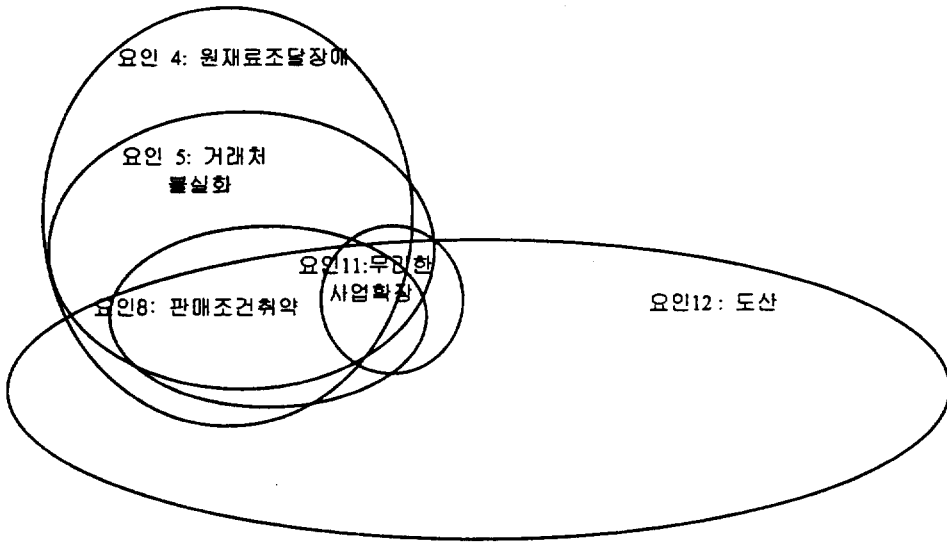 요인 4: 원재료조달장애
요인 5: 거래처
불실화
요인11:무리한
사업확장
요인8: 판매조건취약
요인12 : 도산